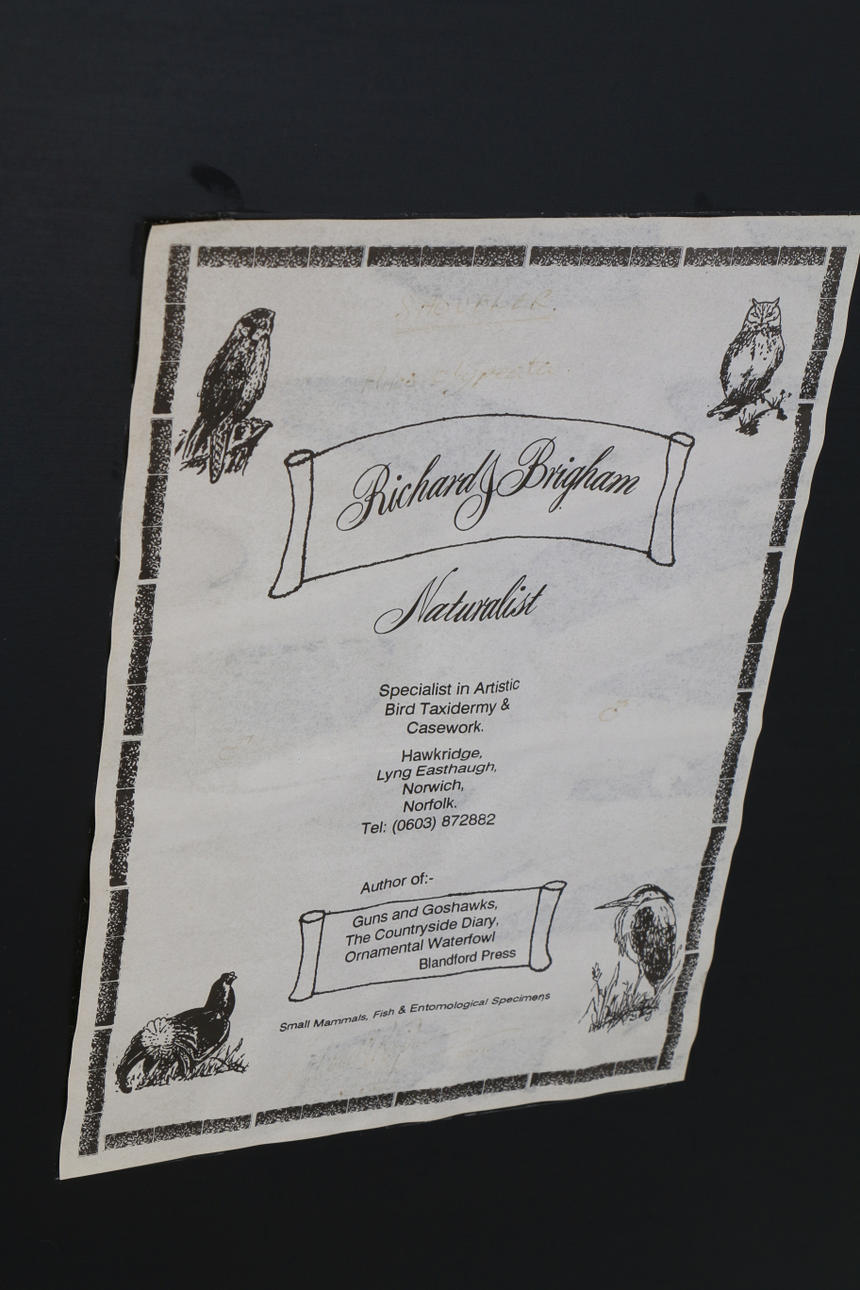 SHOVELER.
Richard J Brigham
Naturalist
Specialist in Artistic
Bird Taxidermy &
Casework.
Hawkridge,
Lyng Easthaugh,
Norwich,
Norfolk.
Tel: (0603) 872882
Author of:-
Guns and Goshawks,
The Countryside Diary,
Ornamental Waterfowl
Blandford Press
Small Mammals, Fish & Entomological Specimens